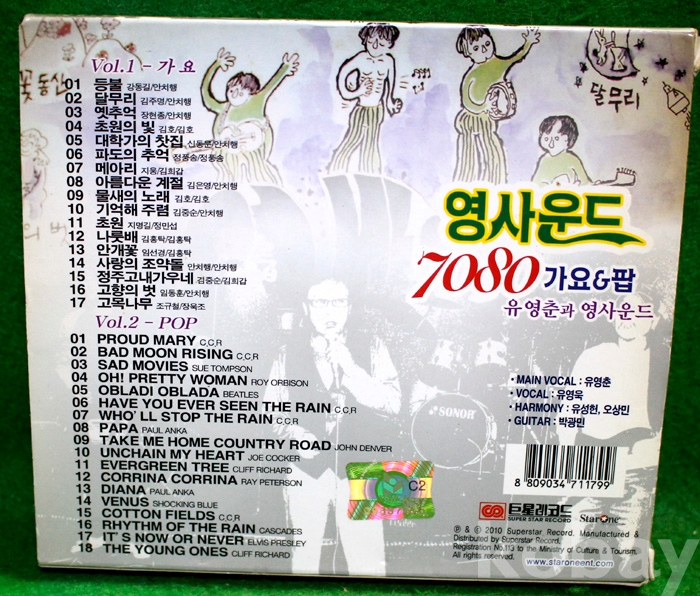 Vol.1 - 가요
01 등불 강동길/안치행
02 달무리 김주명/안치행
03 옛추억 장현종/안치행
04 초원의 빛 김호/김호
05 대학가의 찻집 신동문/안치행
06 파도의 추억 정풍송/정풍송
07 메아리 지웅/김희갑
08 아름다운 계절 김은영/안치행
09 물새의 노래 김호/김호
10 기억해 주렴 김중순/안치행
11 초원 지명길/정민섭
12 나룻배 김홍탁/김홍탁
13 안개꽃 임선경/김홍탁
14 사랑의 조약돌 안치행/안치행
15 정주고내가우네 김중순/김희갑
16 고향의 벗 임동훈/안치행
17 고목나무 조규철/장욱조
Vol.2 - POP
01 PROUD MARY C,C,R
02 BAD MOON RISING C,C,R
03 SAD MOVIES SUE TOMPSON
04 OH! PRETTY WOMAN ROY ORBISON
05 OBLADI OBLADA BEATLES
06 HAVE YOU EVER SEEN THE RAIN C,C,R
07 WHO' LL STOP THE RAIN C,C,R
08 PAPA PAUL ANKA
09 TAKE ME HOME COUNTRY ROAD JOHN DENVER
10 UNCHAIN MY HEART JOE COCKER
11 EVERGREEN TREE CLIFF RICHARD
12 CORRINA CORRINA RAY PETERSON
13 DIANA PAUL ANKA
14 VENUS SHOCKING BLUE
15 COTTON FIELDS C,C,R
16 RHYTHM OF THE RAIN CASCADES
17 IT'S NOW OR NEVER ELVIS PRESLEY
18 THE YOUNG ONES CLIFF RICHARD
꽃동산
달무리
의 빛
영사운드
7080 가요&팝
유영춘과 영사운드
• MAIN VOCAL : 유영춘
• VOCAL : 유영욱
• HARMONY : 유성헌, 오상민
• GUITAR : 박광민
SONOR
C2
8 809034 711799
巨星레코드
SUPER STAR RECORD
StarOne
℗ & © 2010 Superstar Record. Manufactured &
Distributed by Superstar Record.
Registration No.113 to the Ministry of Culture & Tourism.
All rights reserved.
www.staroneent.com